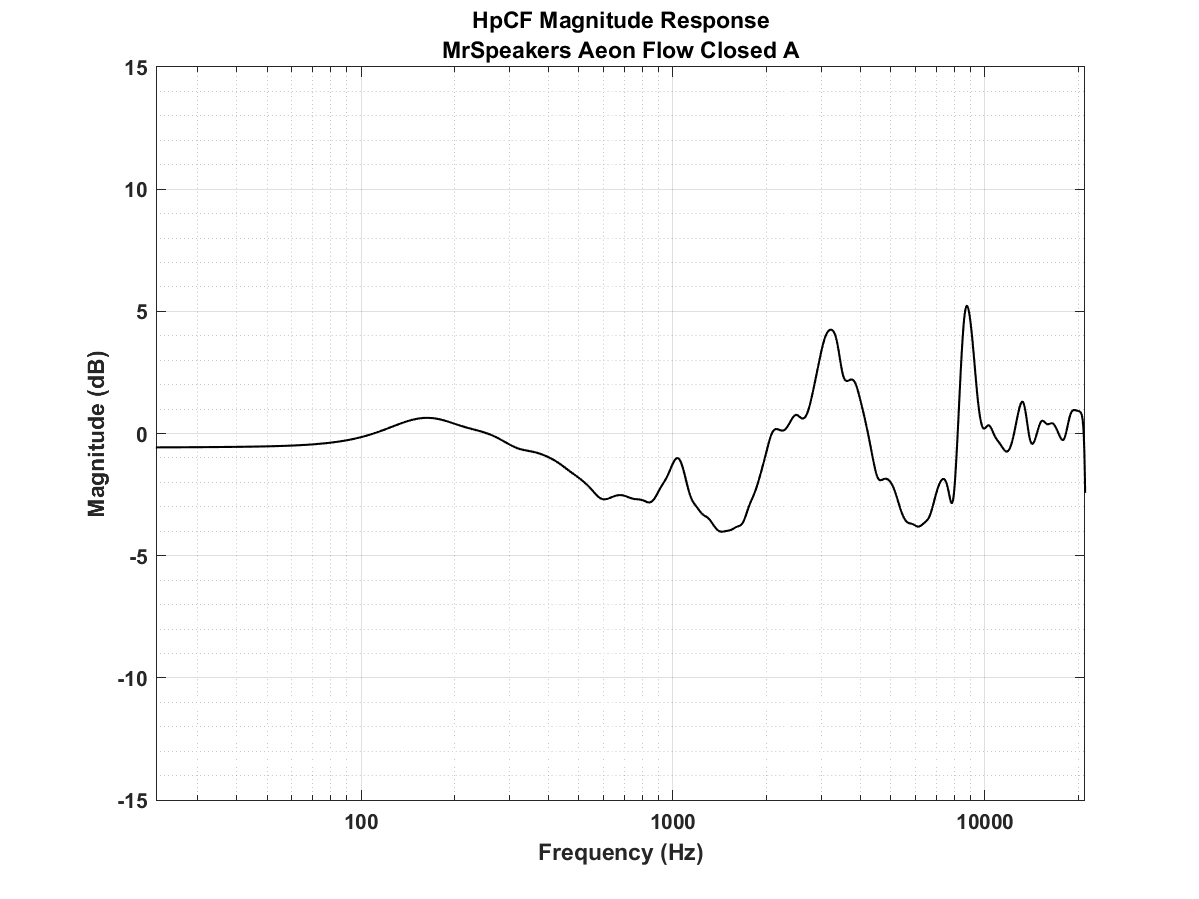 HpCF Magnitude Response
MrSpeakers Aeon Flow Closed A
15
10
5
0
-5
-10
-15
Magnitude (dB)
100
1000
10000
Frequency (Hz)